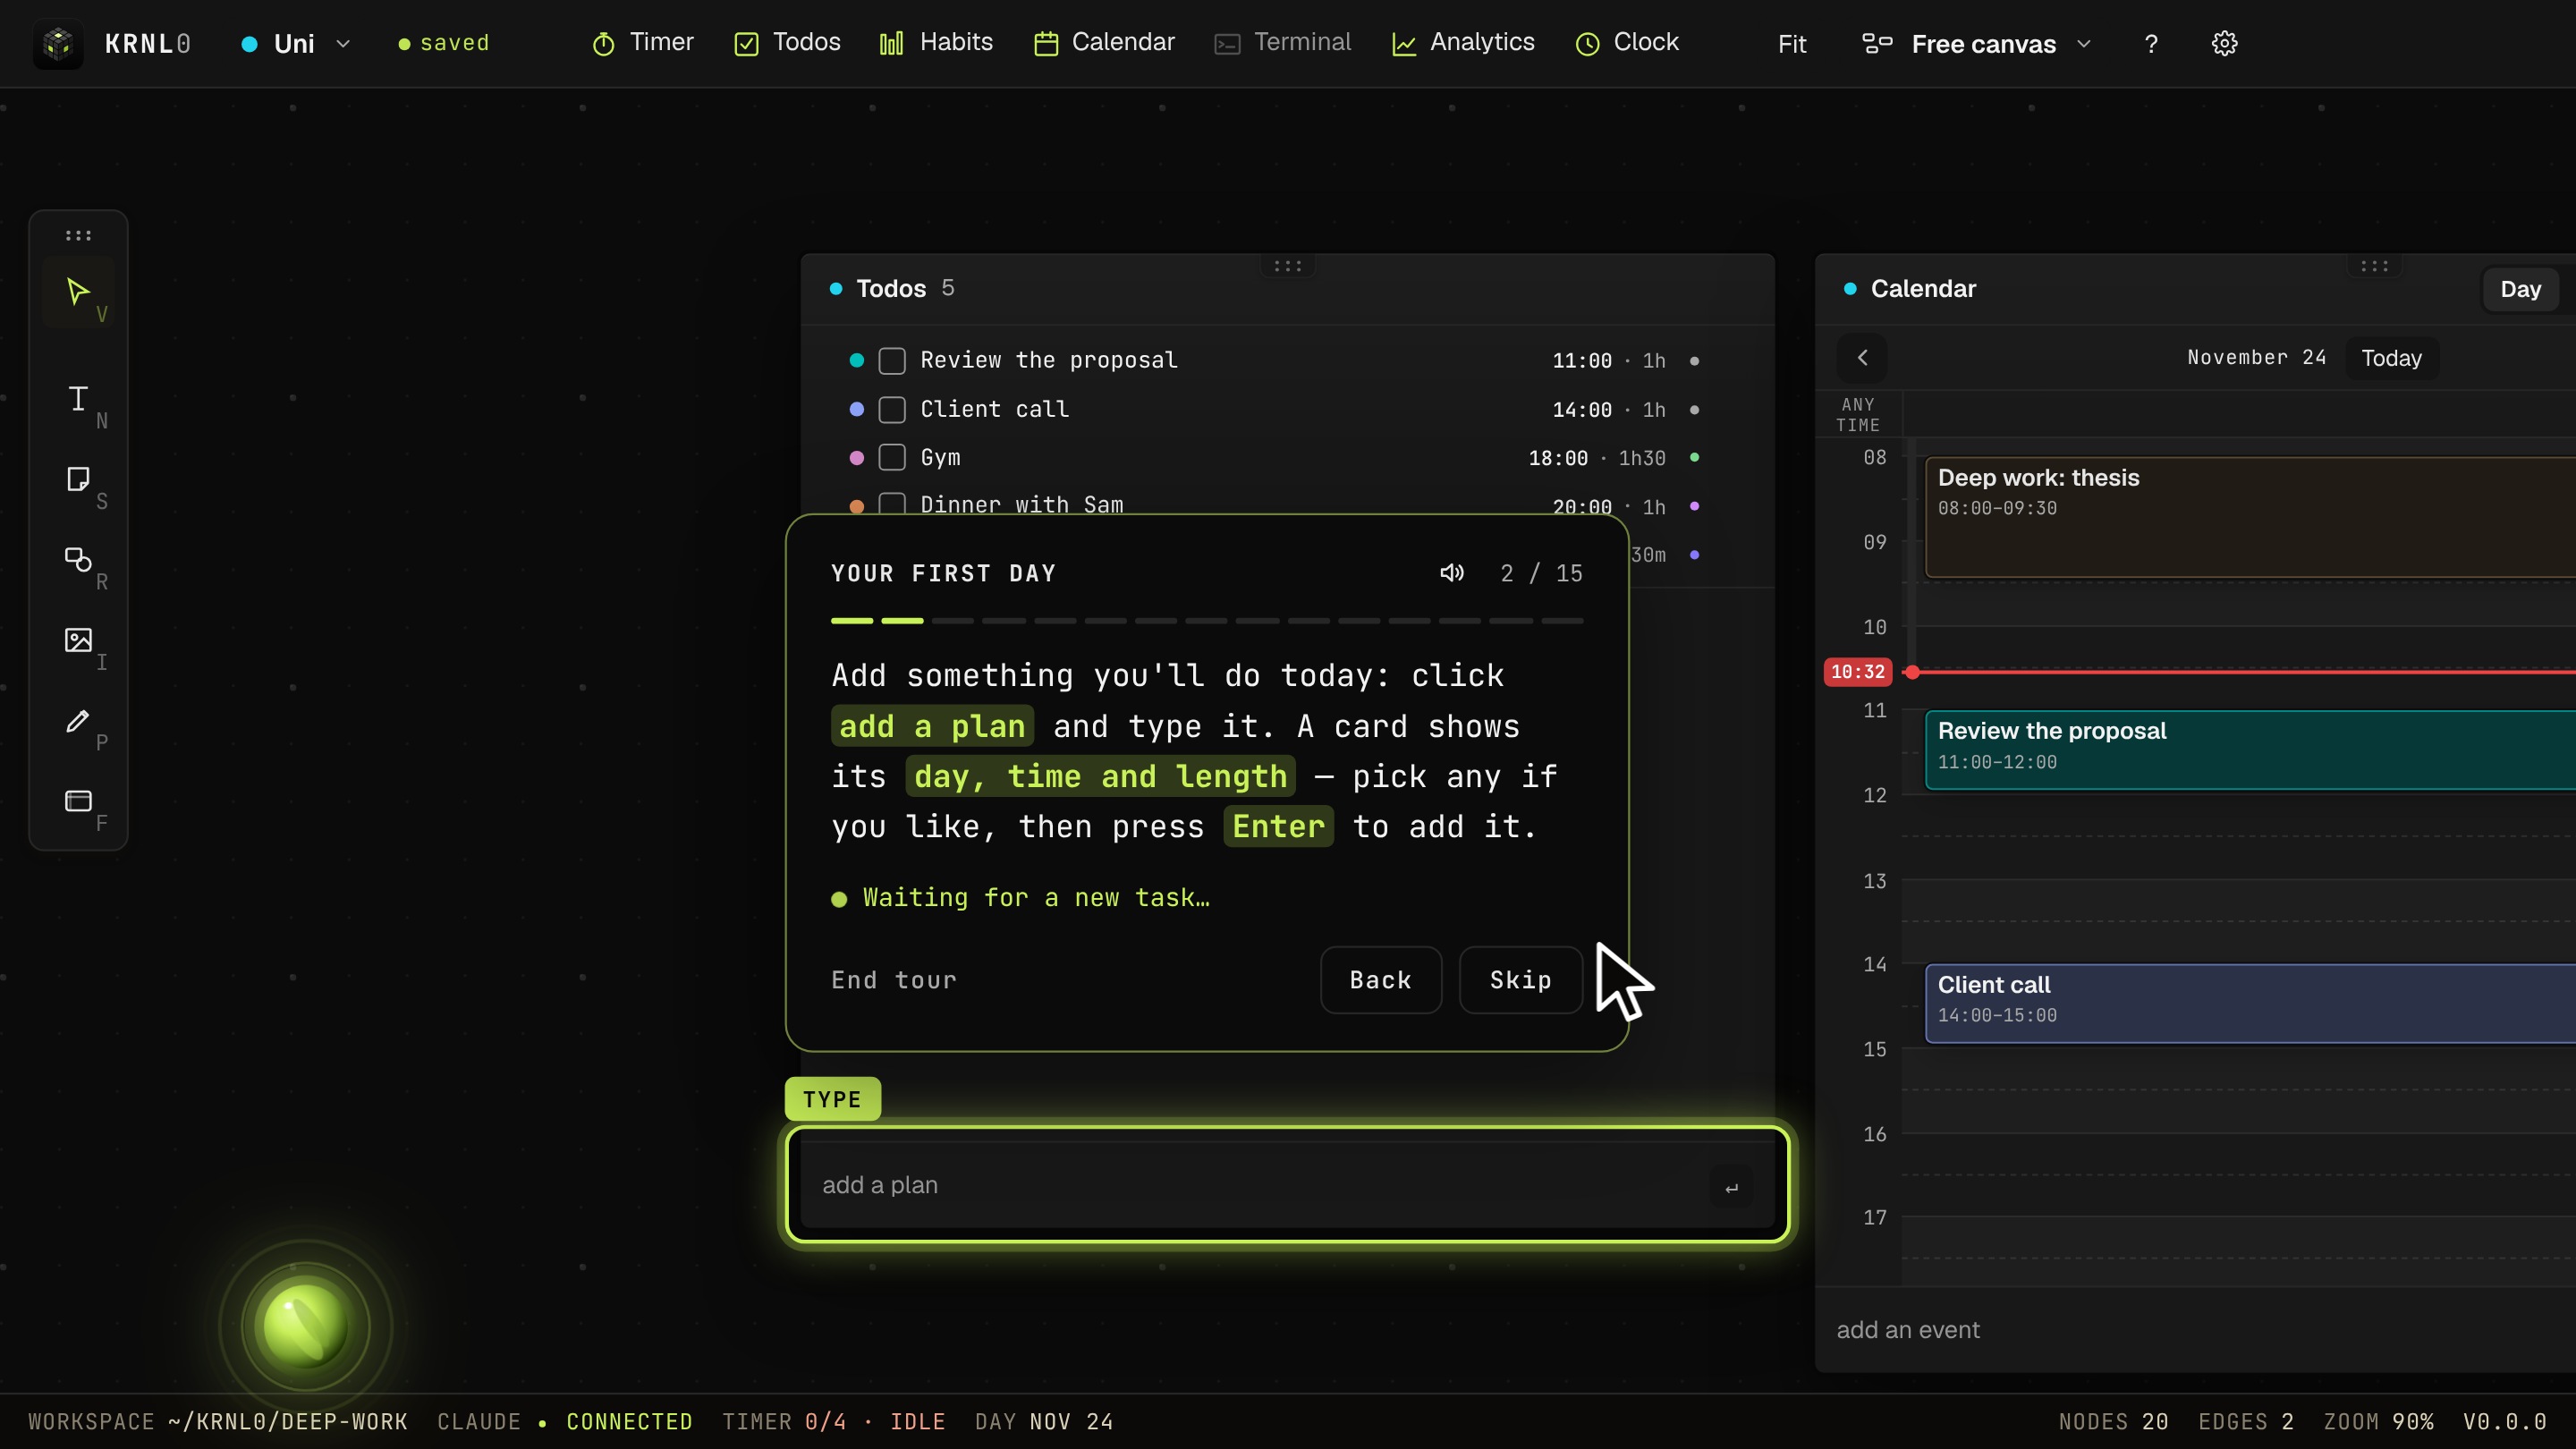 KRNL0 Uni saved Timer Todos Habits Calendar Terminal Analytics Clock Fit Free canvas ?
V
N
S
R
I
P
F
Todos 5
Review the proposal 11:00 · 1h
Client call 14:00 · 1h
Gym 18:00 · 1h30
Dinner with Sam 20:00 · 1h
30m
YOUR FIRST DAY 2 / 15
Add something you'll do today: click
add a plan and type it. A card shows
its day, time and length — pick any if
you like, then press Enter to add it.
Waiting for a new task…
End tour Back Skip
TYPE
add a plan ↵
Calendar Day
November 24 Today
ANY
TIME
08
Deep work: thesis
08:00–09:30
09
10
10:32
11
Review the proposal
11:00–12:00
12
13
14
Client call
14:00–15:00
15
16
17
add an event
WORKSPACE ~/KRNL0/DEEP-WORK CLAUDE • CONNECTED TIMER 0/4 · IDLE DAY NOV 24 NODES 20 EDGES 2 ZOOM 90% V0.0.0